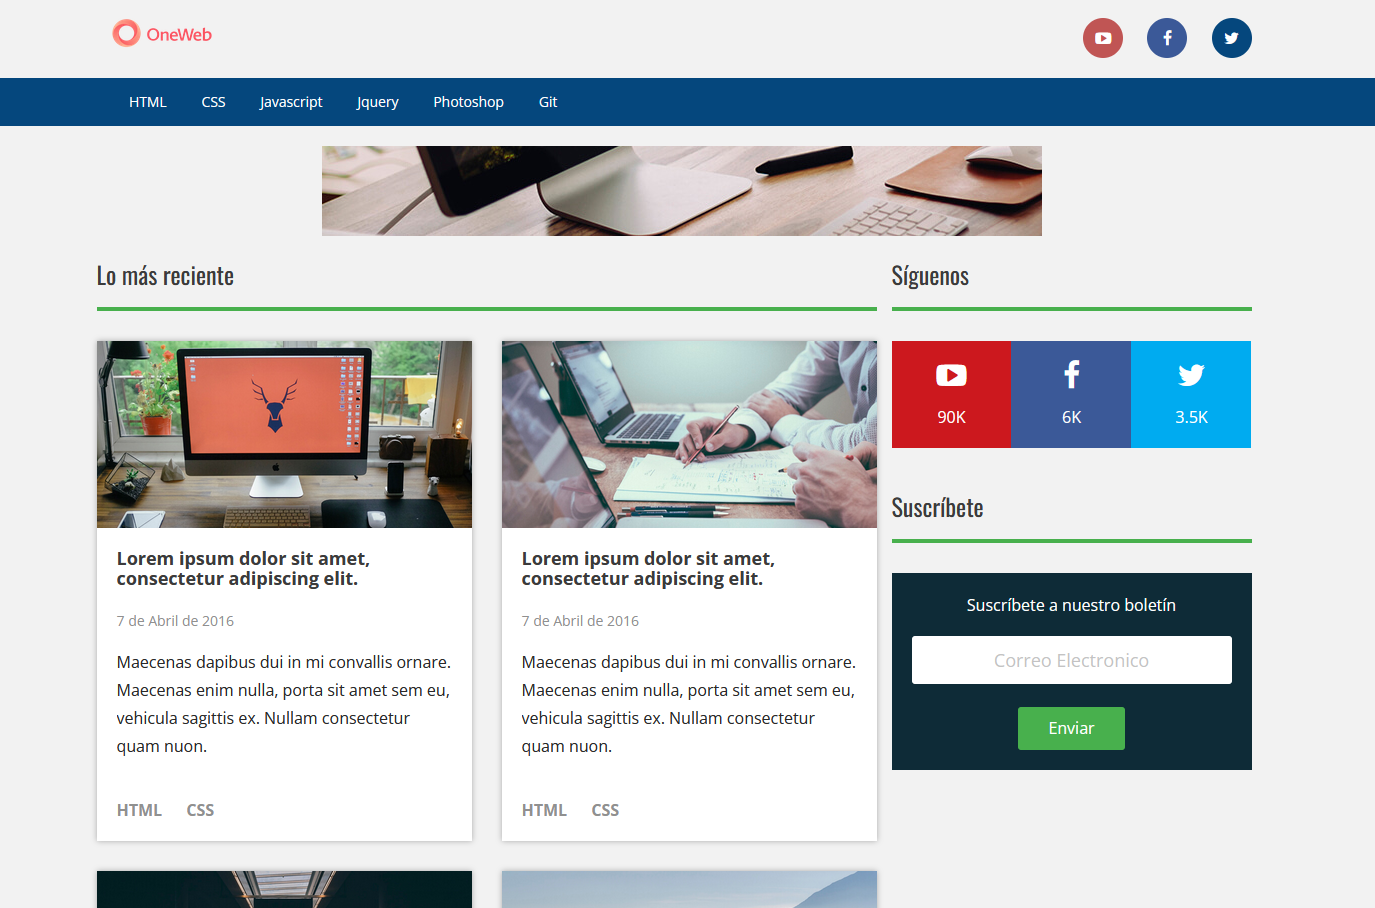 OneWeb
HTML CSS Javascript Jquery Photoshop Git
Lo más reciente
Lorem ipsum dolor sit amet,
consectetur adipiscing elit.
7 de Abril de 2016
Maecenas dapibus dui in mi convallis ornare.
Maecenas enim nulla, porta sit amet sem eu,
vehicula sagittis ex. Nullam consectetur
quam nuon.
HTML CSS
Lorem ipsum dolor sit amet,
consectetur adipiscing elit.
7 de Abril de 2016
Maecenas dapibus dui in mi convallis ornare.
Maecenas enim nulla, porta sit amet sem eu,
vehicula sagittis ex. Nullam consectetur
quam nuon.
HTML CSS
Síguenos
90K 6K 3.5K
Suscríbete
Suscríbete a nuestro boletín
Correo Electronico
Enviar